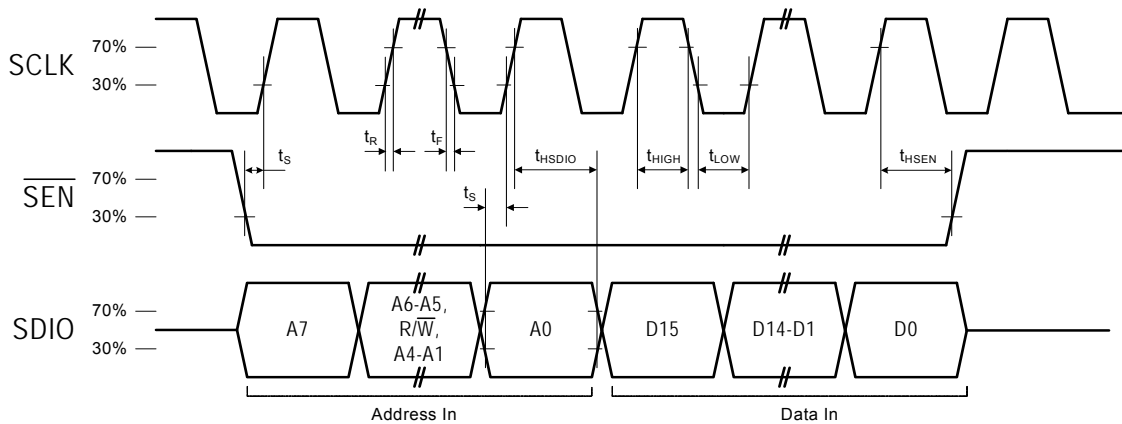 SCLK
70%
30%
tR
tF
tS
tHSDIO
tHIGH
tLOW
tHSEN
SEN
70%
30%
tS
SDIO
70%
30%
A7
A6-A5,
R/W,
A4-A1
A0
D15
D14-D1
D0
Address In
Data In